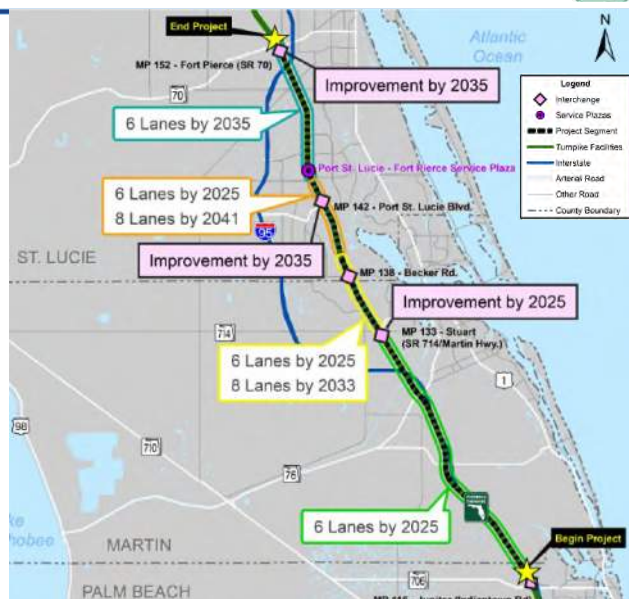 N
End Project
Atlantic
Ocean
MP 152 - Fort Pierce (SR 70)
Improvement by 2035
70
6 Lanes by 2035
Legend
Interchange
Service Plazas
Project Segment
Turnpike Facilities
Interstate
Arterial Road
Other Road
County Boundary
Port St. Lucie - Fort Pierce Service Plaza
6 Lanes by 2025
8 Lanes by 2041
MP 142 - Port St. Lucie Blvd.
95
ST. LUCIE
Improvement by 2035
MP 138 - Becker Rd.
Improvement by 2025
714
MP 133 - Stuart
(SR 714/Martin Hwy.)
6 Lanes by 2025
8 Lanes by 2033
1
98
710
76
6 Lanes by 2025
Begin Project
MARTIN
PALM BEACH
706